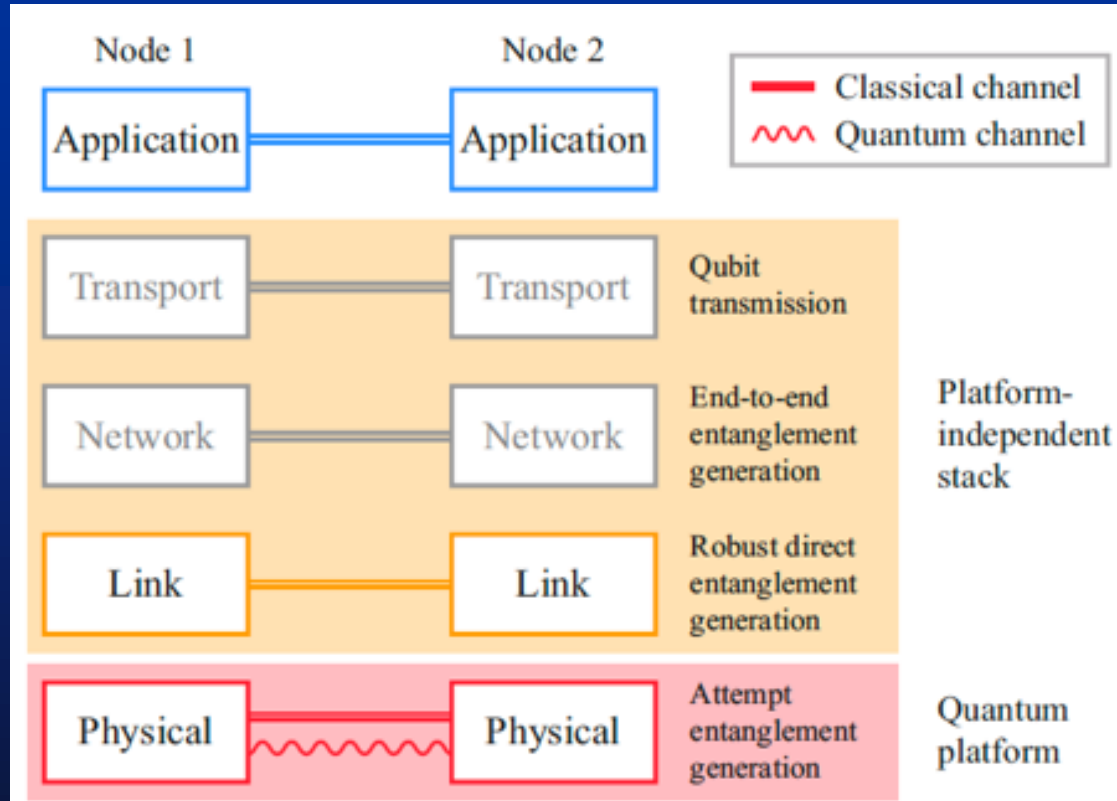 Node 1
Node 2
Classical channel
Quantum channel
Application
Application
Transport
Transport
Qubit
transmission
Network
Network
End-to-end
entanglement
generation
Platform-
independent
stack
Link
Link
Robust direct
entanglement
generation
Physical
Physical
Attempt
entanglement
generation
Quantum
platform